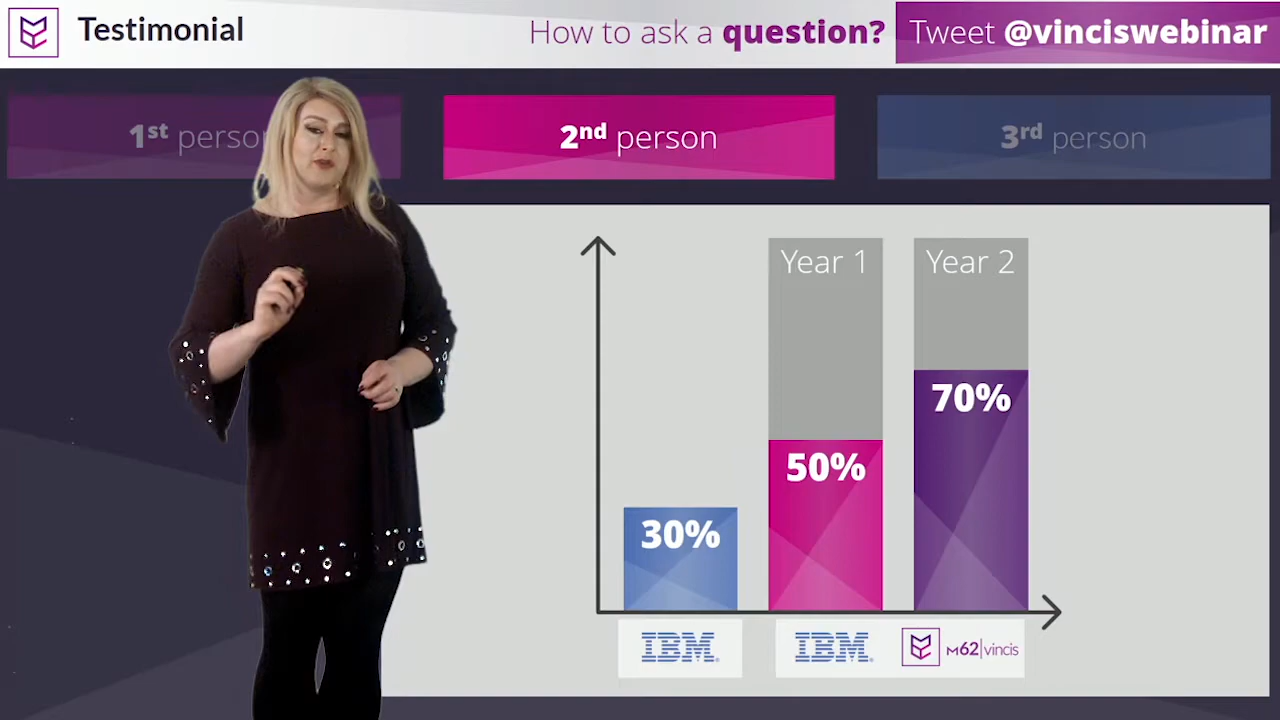 Testimonial
How to ask a question?
Tweet @vinciswebinar
1st perso
2nd person
3rd person
Year 1
Year 2
70%
50%
30%
IBM
IBM
M62|vincis